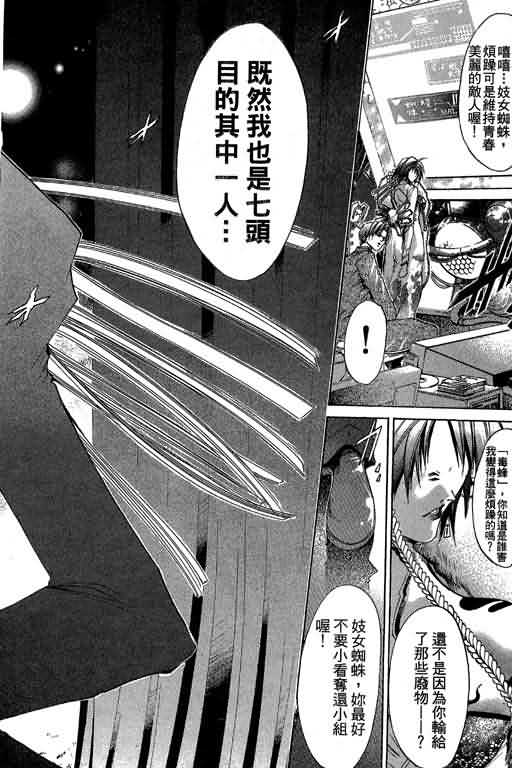 嘻嘻…妓女蜘蛛，
煩躁可是維持青春
美麗的敵人喔！
！
「毒蜂」，你知道是誰害
我變得這麼煩躁的嗎？
還不是因為你輸給
了那些廢物——？
妓女蜘蛛，妳最好
不要小看奪還小組
喔！
既然我也是七頭
目的其中一人…